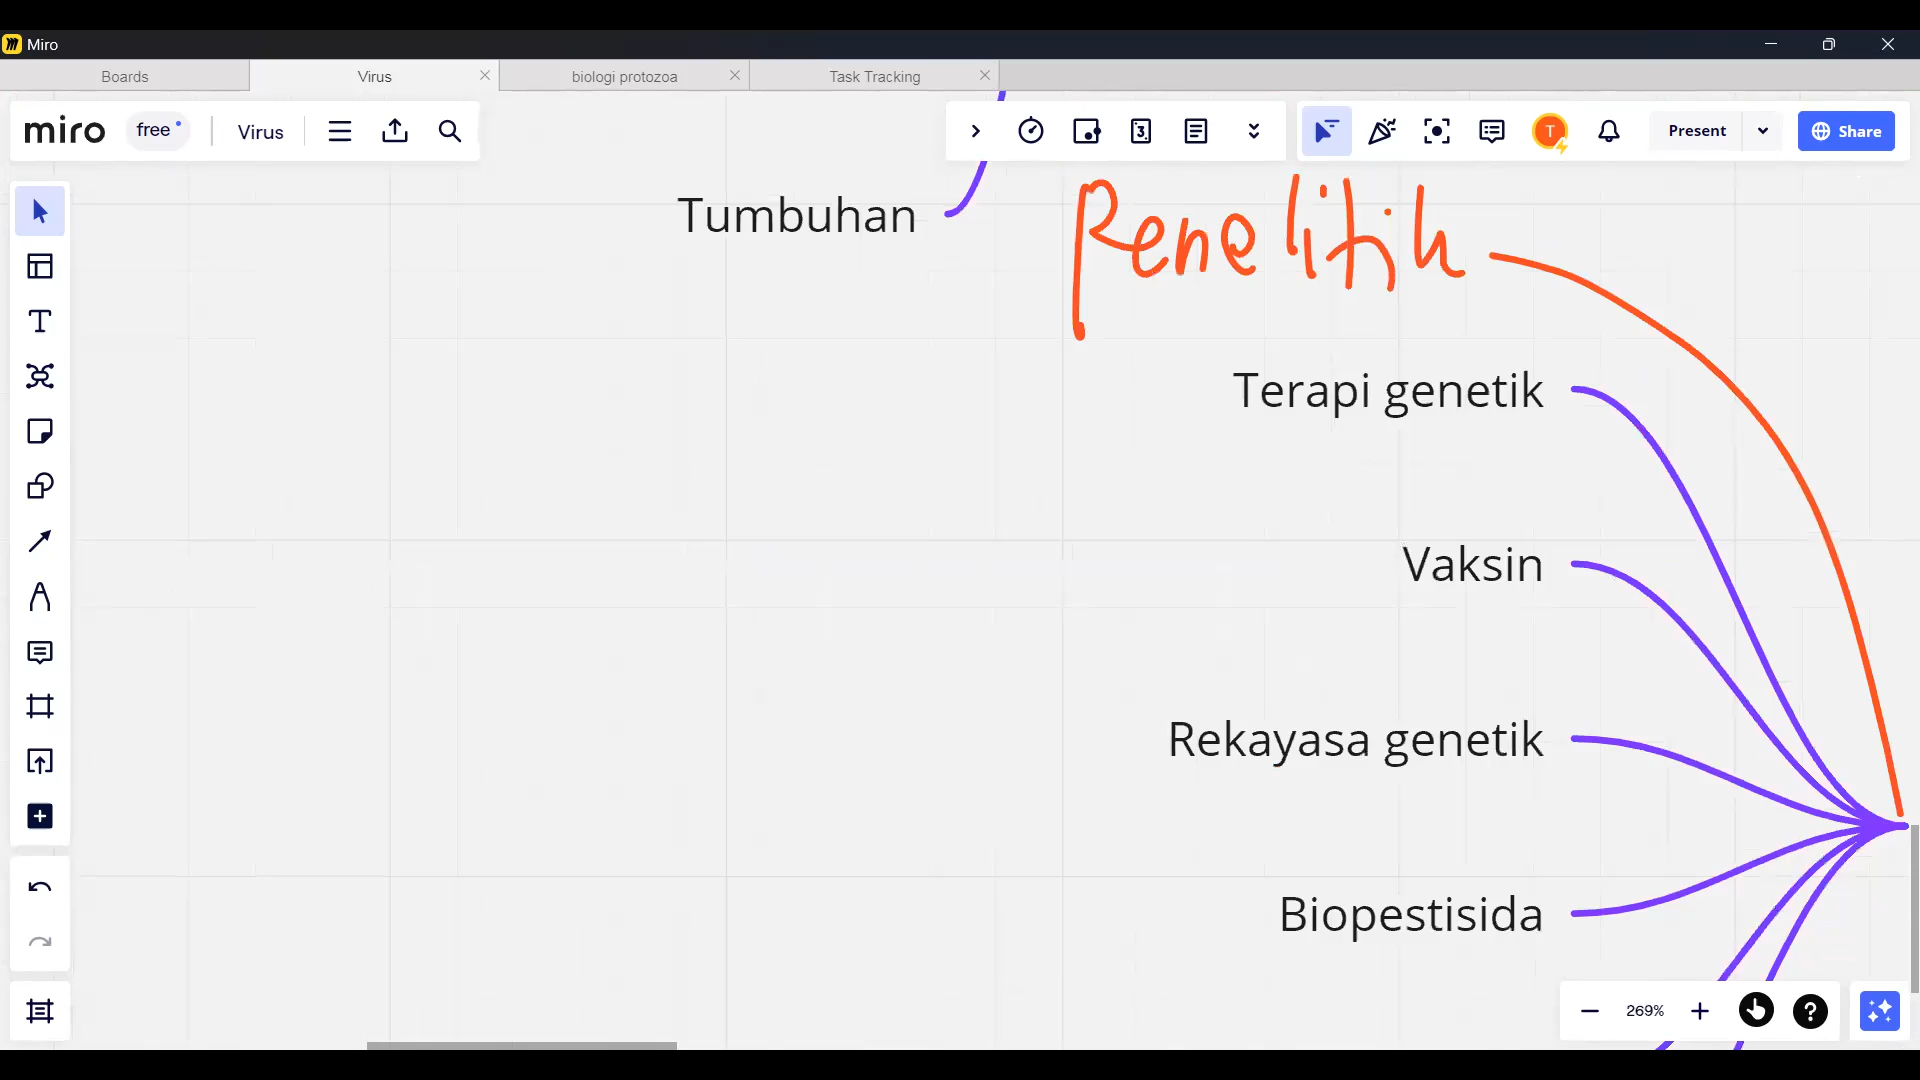 Miro
Boards
Virus
biologi protozoa
Task Tracking
miro
free
Virus
3
T
Present
Share
Tumbuhan
Terapi genetik
Vaksin
Rekayasa genetik
Biopestisida
269%
?